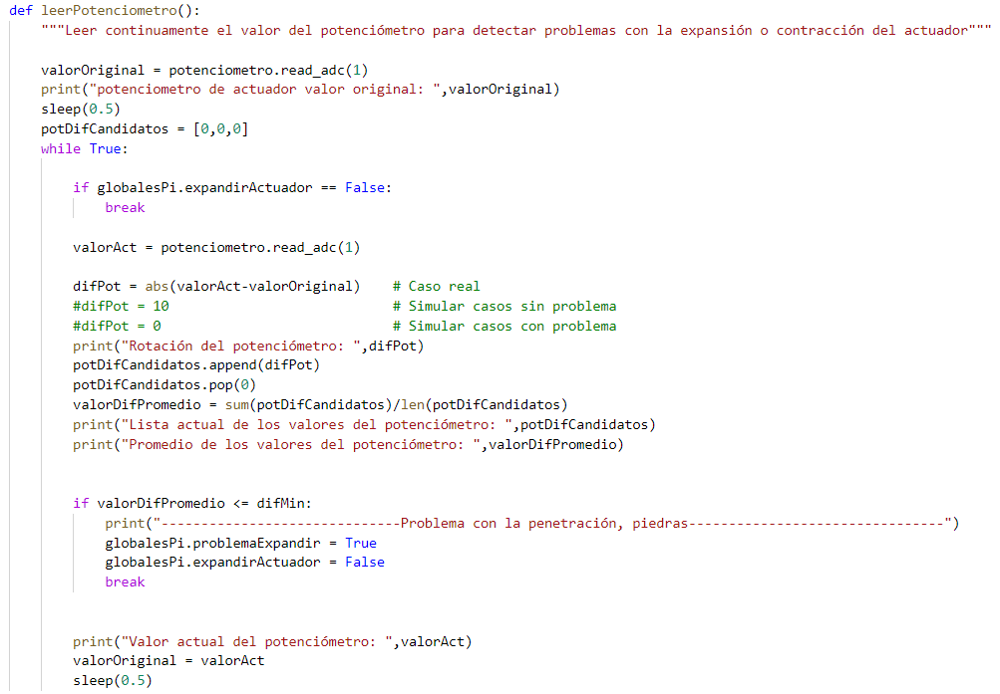 def leerPotenciometro():
    """Leer continuamente el valor del potenciómetro para detectar problemas con la expansión o contracción del actuador"""
    valorOriginal = potenciometro.read_adc(1)
    print("potenciometro de actuador valor original: ",valorOriginal)
    sleep(0.5)
    potDifCandidatos = [0,0,0]
    while True:
        if globalesPi.expandirActuador == False:
            break
        valorAct = potenciometro.read_adc(1)
        difPot = abs(valorAct-valorOriginal)    # Caso real
        #difPot = 10                            # Simular casos sin problema
        #difPot = 0                             # Simular casos con problema
        print("Rotación del potenciómetro: ",difPot)
        potDifCandidatos.append(difPot)
        potDifCandidatos.pop(0)
        valorDifPromedio = sum(potDifCandidatos)/len(potDifCandidatos)
        print("Lista actual de los valores del potenciómetro: ",potDifCandidatos)
        print("Promedio de los valores del potenciómetro: ",valorDifPromedio)
        if valorDifPromedio <= difMin:
            print("------------------------------Problema con la penetración, piedras--------------------------------")
            globalesPi.problemaExpandir = True
            globalesPi.expandirActuador = False
            break
        print("Valor actual del potenciómetro: ",valorAct)
        valorOriginal = valorAct
        sleep(0.5)